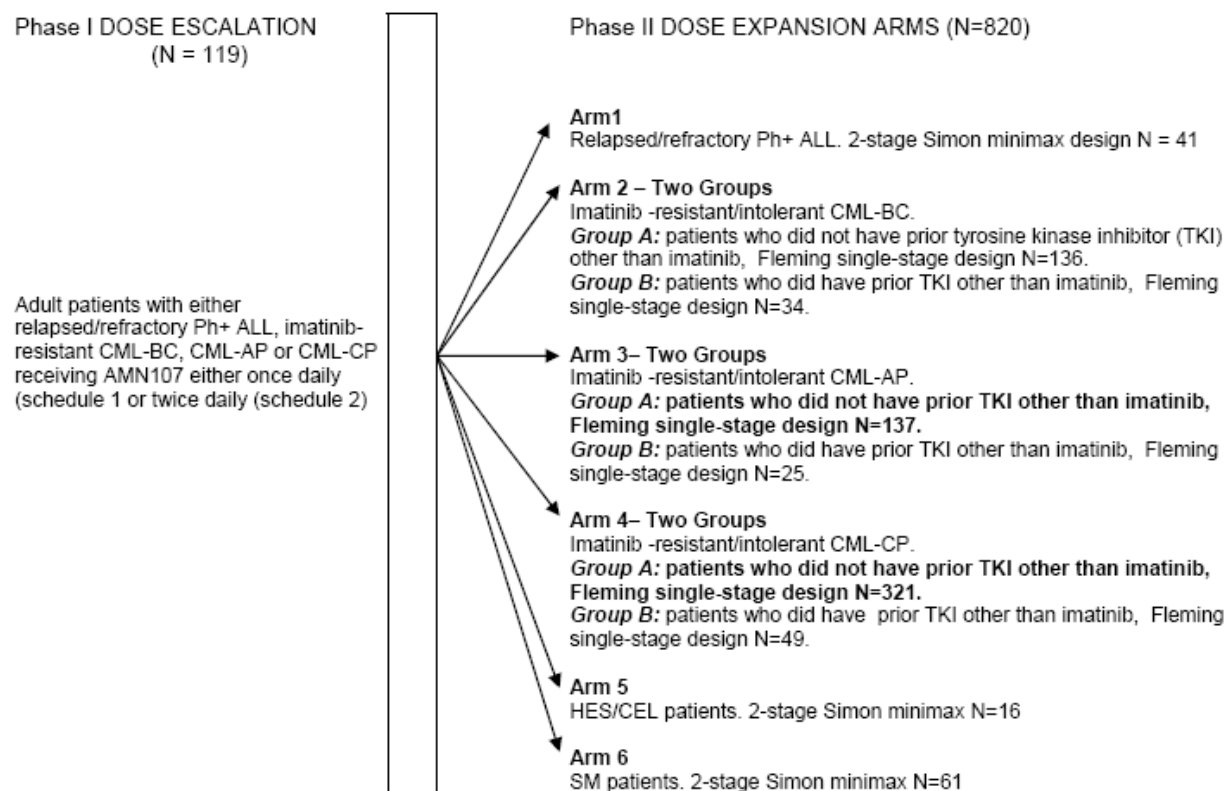 Phase I DOSE ESCALATION
(N = 119)
Adult patients with either
relapsed/refractory Ph+ ALL, imatinib-
resistant CML-BC, CML-AP or CML-CP
receiving AMN107 either once daily
(schedule 1 or twice daily (schedule 2)
Phase II DOSE EXPANSION ARMS (N=820)
Arm1
Relapsed/refractory Ph+ ALL. 2-stage Simon minimax design N = 41
Arm 2 – Two Groups
Imatinib -resistant/intolerant CML-BC.
Group A: patients who did not have prior tyrosine kinase inhibitor (TKI)
other than imatinib, Fleming single-stage design N=136.
Group B: patients who did have prior TKI other than imatinib, Fleming
single-stage design N=34.
Arm 3– Two Groups
Imatinib -resistant/intolerant CML-AP.
Group A: patients who did not have prior TKI other than imatinib,
Fleming single-stage design N=137.
Group B: patients who did have prior TKI other than imatinib, Fleming
single-stage design N=25.
Arm 4– Two Groups
Imatinib -resistant/intolerant CML-CP.
Group A: patients who did not have prior TKI other than imatinib,
Fleming single-stage design N=321.
Group B: patients who did have prior TKI other than imatinib, Fleming
single-stage design N=49.
Arm 5
HES/CEL patients. 2-stage Simon minimax N=16
Arm 6
SM patients. 2-stage Simon minimax N=61